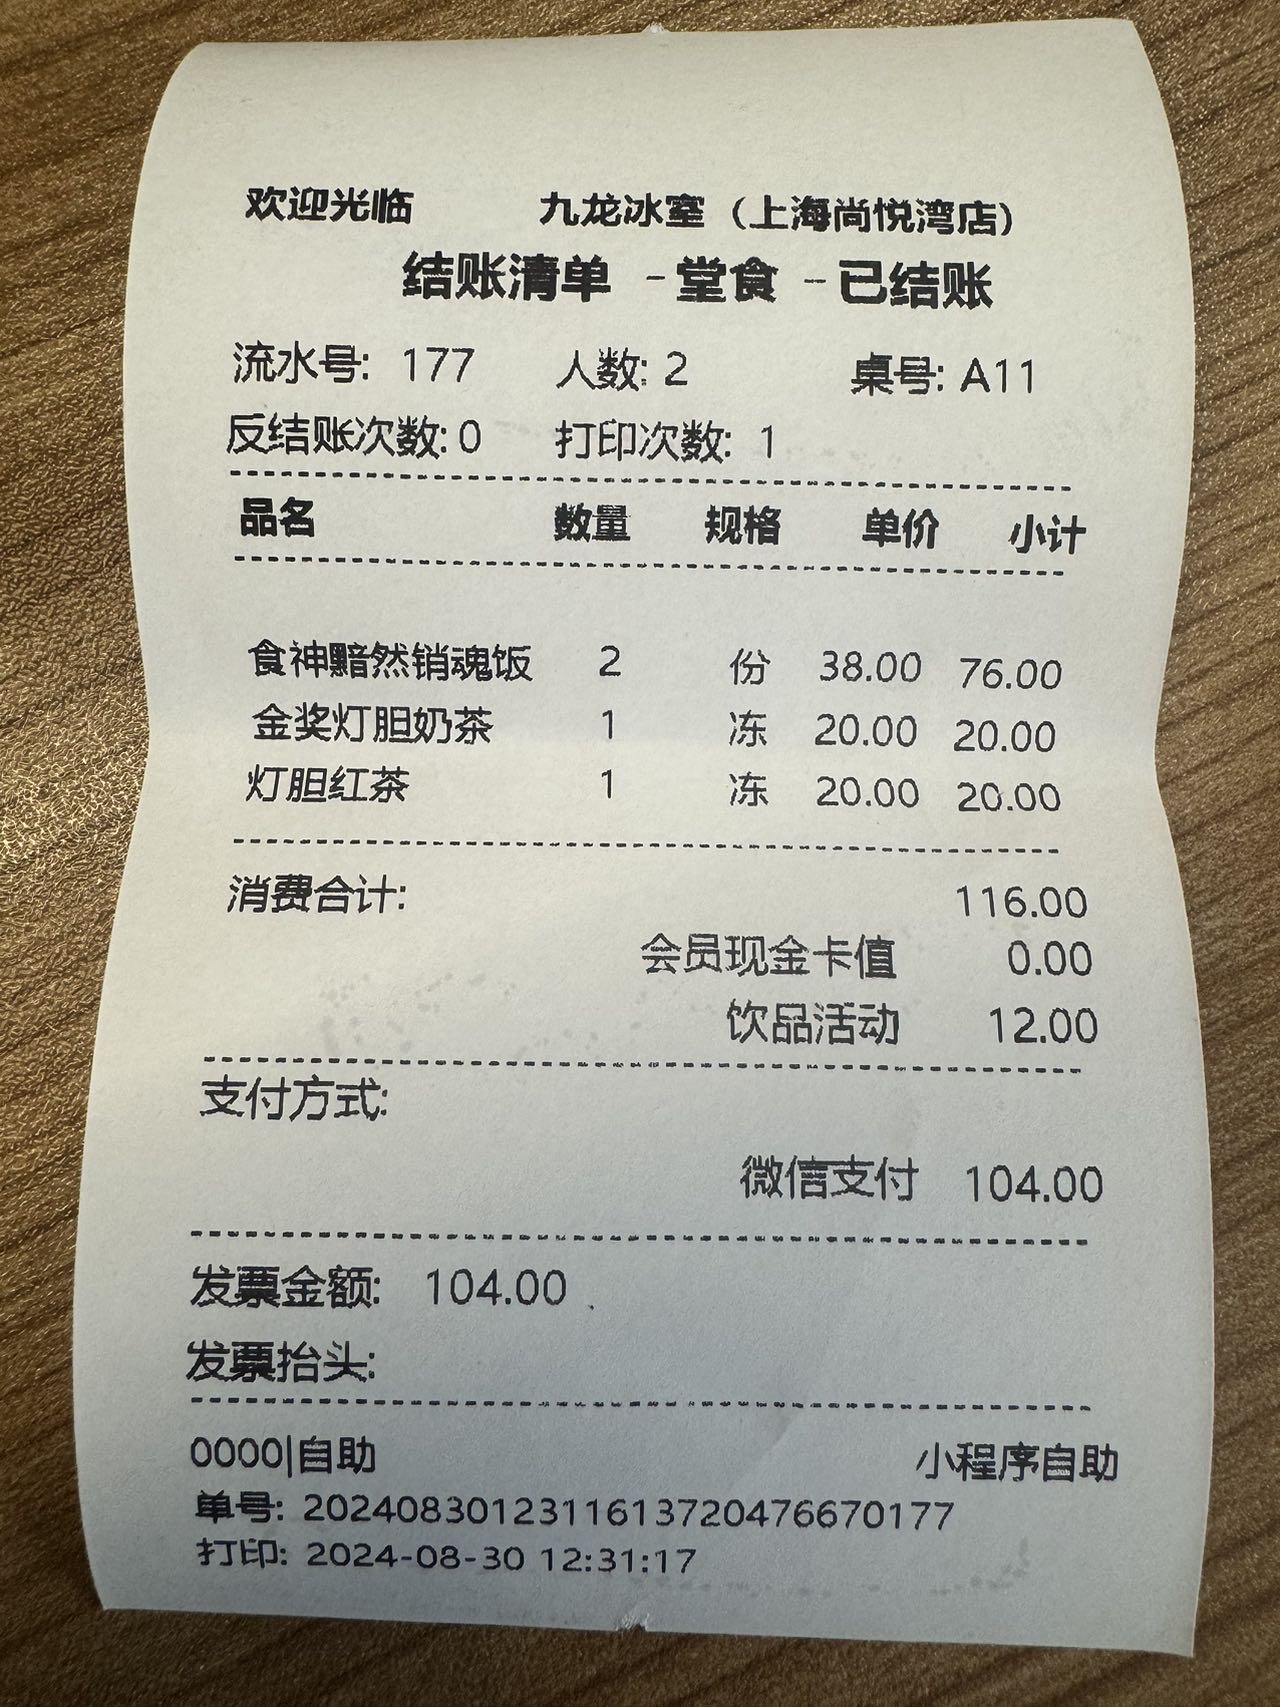 欢迎光临 九龙冰室（上海尚悦湾店）
结账清单 -堂食 -已结账
流水号: 177 人数: 2 桌号: A11
反结账次数: 0 打印次数: 1
品名 数量 规格 单价 小计
食神黯然销魂饭 2 份 38.00 76.00
金奖灯胆奶茶 1 冻 20.00 20.00
灯胆红茶 1 冻 20.00 20.00
消费合计: 116.00
会员现金卡值 0.00
饮品活动 12.00
支付方式:
微信支付 104.00
发票金额: 104.00
发票抬头:
0000|自助 小程序自助
单号: 20240830123116137204766​70177
打印: 2024-08-30 12:31:17